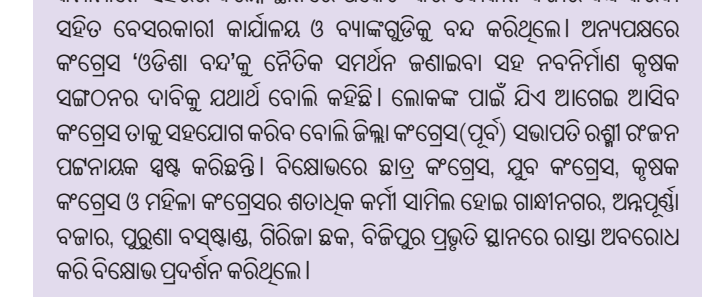 ସହିତ ବେସରକାରୀ କାର୍ଯାଳୟ ଓ ବ୍ୟାଙ୍କଗୁଡିକୁ ବନ୍ଦ କରିଥିଲେ। ଅନ୍ୟପକ୍ଷରେ
କଂଗ୍ରେସ ‘ଓଡିଶା ବନ୍ଦ’କୁ ନୈତିକ ସମର୍ଥନ ଜଣାଇବା ସହ ନବନିର୍ମାଣ କୃଷକ
ସଙ୍ଗଠନର ଦାବିକୁ ଯଥାର୍ଥ ବୋଲି କହିଛି। ଲୋକଙ୍କ ପାଇଁ ଯିଏ ଆଗେଇ ଆସିବ
କଂଗ୍ରେସ ତାକୁ ସହଯୋଗ କରିବ ବୋଲି ଜିଲ୍ଲା କଂଗ୍ରେସ(ପୂର୍ବ) ସଭାପତି ରଶ୍ମୀ ରଂଜନ
ପଟ୍ଟନାୟକ ସ୍ପଷ୍ଟ କରିଛନ୍ତି। ବିକ୍ଷୋଭରେ ଛାତ୍ର କଂଗ୍ରେସ, ଯୁବ କଂଗ୍ରେସ, କୃଷକ
କଂଗ୍ରେସ ଓ ମହିଳା କଂଗ୍ରେସର ଶତାଧିକ କର୍ମୀ ସାମିଲ ହୋଇ ଗାନ୍ଧୀନଗର, ଅନ୍ନପୂର୍ଣ୍ଣା
ବଜାର, ପୁରୁଣା ବସ୍‌ଷ୍ଟାଣ୍ଡ, ଗିରିଜା ଛକ, ବିଜିପୁର ପ୍ରଭୃତି ସ୍ଥାନରେ ରାସ୍ତା ଅବରୋଧ
କରି ବିକ୍ଷୋଭ ପ୍ରଦର୍ଶନ କରିଥିଲେ।